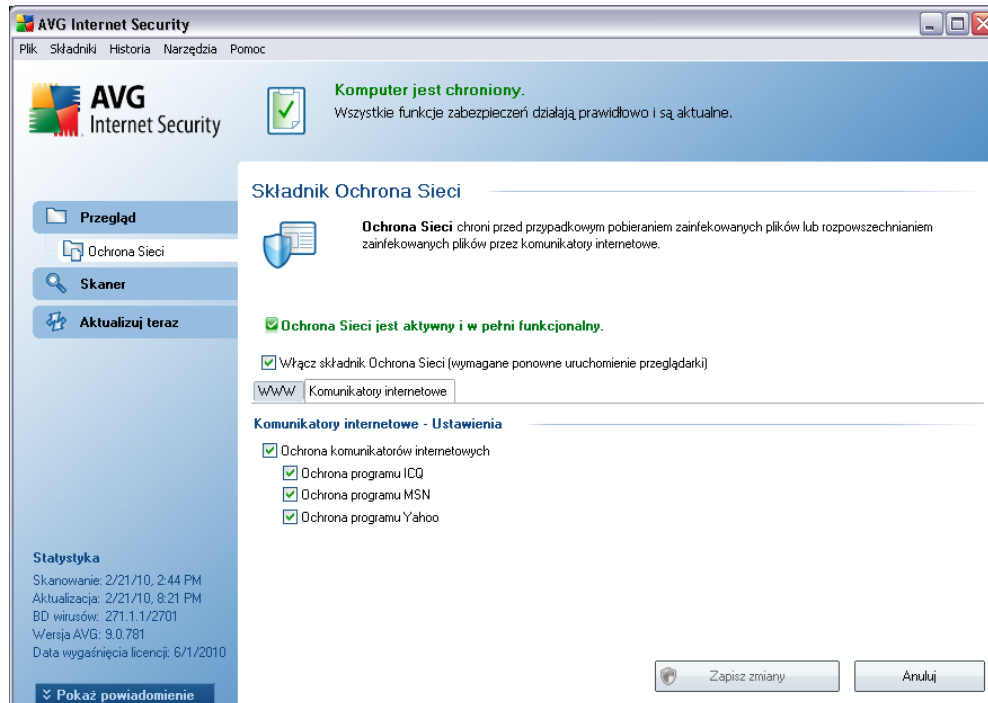 AVG Internet Security
Plik Składniki Historia Narzędzia Pomoc
AVG
Internet Security
Komputer jest chroniony.
Wszystkie funkcje zabezpieczeń działają prawidłowo i są aktualne.
Przegląd
Ochrona Sieci
Skaner
Aktualizuj teraz
Składnik Ochrona Sieci
Ochrona Sieci chroni przed przypadkowym pobieraniem zainfekowanych plików lub rozpowszechnianiem
zainfekowanych plików przez komunikatory internetowe.
Ochrona Sieci jest aktywny i w pełni funkcjonalny.
Włącz składnik Ochrona Sieci (wymagane ponowne uruchomienie przeglądarki)
WWW Komunikatory internetowe
Komunikatory internetowe - Ustawienia
Ochrona komunikatorów internetowych
Ochrona programu ICQ
Ochrona programu MSN
Ochrona programu Yahoo
Statystyka
Skanowanie: 2/21/10, 2:44 PM
Aktualizacja: 2/21/10, 8:21 PM
BD wirusów: 271.1.1/2701
Wersja AVG: 9.0.781
Data wygaśnięcia licencji: 6/1/2010
Pokaż powiadomienie
Zapisz zmiany
Anuluj